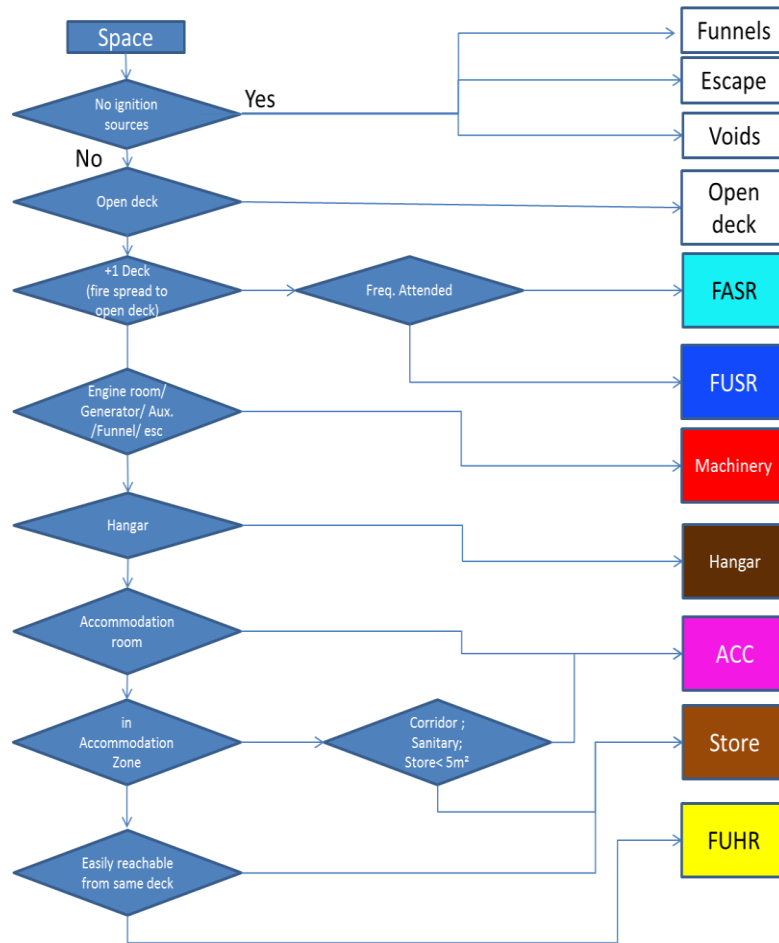 Space
Funnels
Escape
Voids
No ignition
sources
Yes
No
Open deck
Open
deck
+1 Deck
(fire spread to
open deck)
Freq. Attended
FASR
FUSR
Engine room/
Generator/ Aux.
/Funnel/ esc
Machinery
Hangar
Hangar
Accommodation
room
ACC
in
Accommodation
Zone
Corridor ;
Sanitary;
Store< 5m²
Store
Easily reachable
from same deck
FUHR